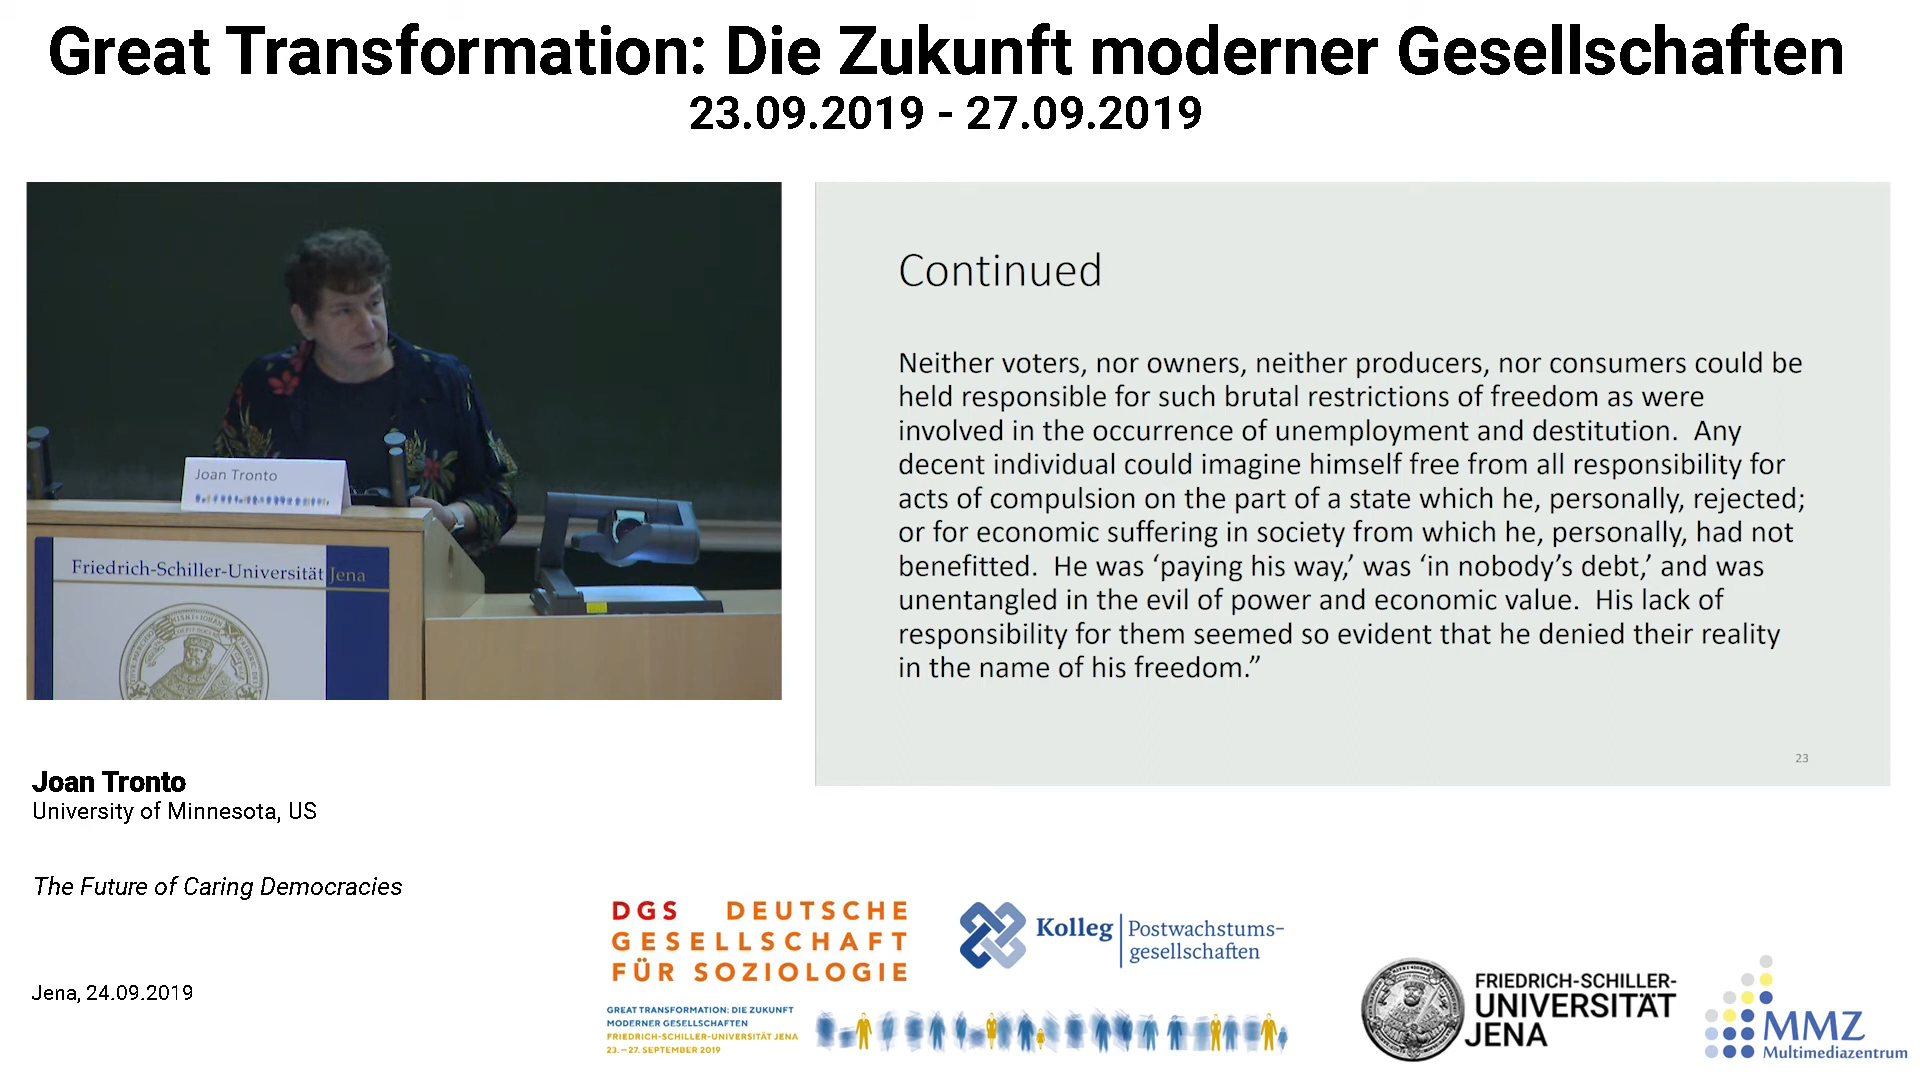 Great Transformation: Die Zukunft moderner Gesellschaften
23.09.2019 - 27.09.2019
Joan Tronto
Friedrich-Schiller-Universität Jena
Continued
Neither voters, nor owners, neither producers, nor consumers could be
held responsible for such brutal restrictions of freedom as were
involved in the occurrence of unemployment and destitution.  Any
decent individual could imagine himself free from all responsibility for
acts of compulsion on the part of a state which he, personally, rejected;
or for economic suffering in society from which he, personally, had not
benefitted.  He was ‘paying his way,’ was ‘in nobody’s debt,’ and was
unentangled in the evil of power and economic value.  His lack of
responsibility for them seemed so evident that he denied their reality
in the name of his freedom.”
23
Joan Tronto
University of Minnesota, US
The Future of Caring Democracies
Jena, 24.09.2019
DGS DEUTSCHE
GESELLSCHAFT
FÜR SOZIOLOGIE
GREAT TRANSFORMATION: DIE ZUKUNFT
MODERNER GESELLSCHAFTEN
FRIEDRICH-SCHILLER-UNIVERSITÄT JENA
23.–27. SEPTEMBER 2019
Kolleg Postwachstums-
gesellschaften
FRIEDRICH-SCHILLER-
UNIVERSITÄT
JENA
MMZ
Multimediazentrum